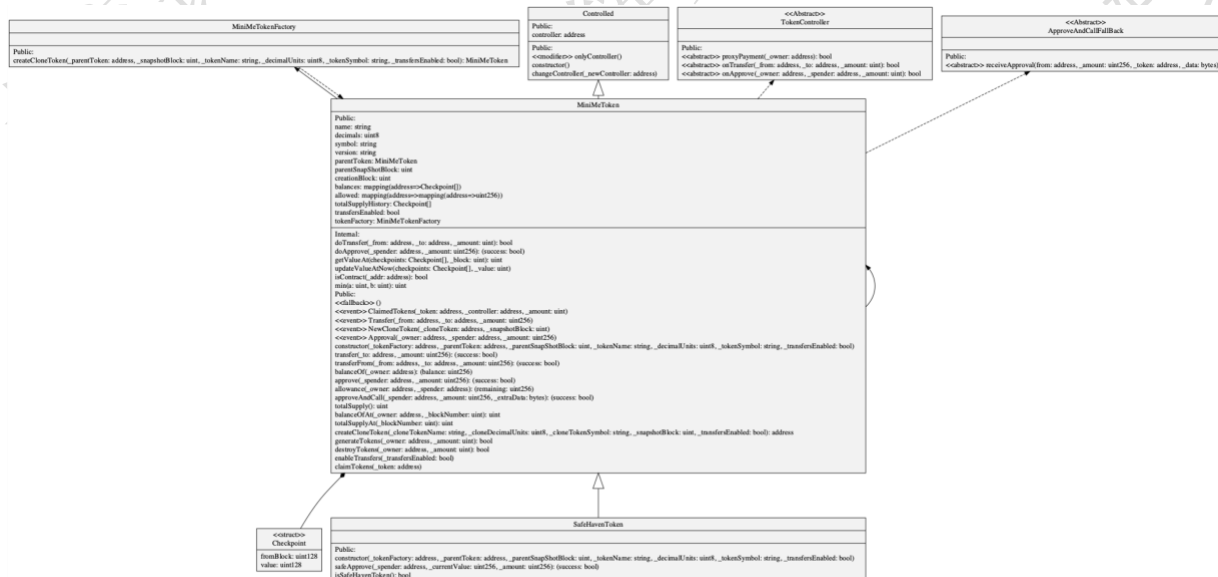 MiniMeTokenFactory
Public:
createCloneToken(_parentToken: address, _snapshotBlock: uint, _tokenName: string, _decimalUnits: uint8, _tokenSymbol: string, _transfersEnabled: bool): MiniMeToken
Controlled
Public:
controller: address
Public:
<<modifier>> onlyController()
constructor()
changeController(_newController: address)
<<Abstract>>
TokenController
Public:
<<abstract>> proxyPayment(_owner: address): bool
<<abstract>> onTransfer(_from: address, _to: address, _amount: uint): bool
<<abstract>> onApprove(_owner: address, _spender: address, _amount: uint): bool
<<Abstract>>
ApproveAndCallFallBack
Public:
<<abstract>> receiveApproval(from: address, _amount: uint256, _token: address, _data: bytes)
MiniMeToken
Public:
name: string
decimals: uint8
symbol: string
version: string
parentToken: MiniMeToken
parentSnapShotBlock: uint
creationBlock: uint
balances: mapping(address=>Checkpoint[])
allowed: mapping(address=>mapping(address=>uint256))
totalSupplyHistory: Checkpoint[]
transfersEnabled: bool
tokenFactory: MiniMeTokenFactory
Internal:
doTransfer(_from: address, _to: address, _amount: uint): bool
doApprove(_spender: address, _amount: uint256): (success: bool)
getValueAt(checkpoints: Checkpoint[], _block: uint): uint
updateValueAtNow(checkpoints: Checkpoint[], _value: uint)
isContract(_addr: address): bool
min(a: uint, b: uint): uint
Public:
<<fallback>> ()
<<event>> ClaimedTokens(_token: address, _controller: address, _amount: uint)
<<event>> Transfer(_from: address, _to: address, _amount: uint256)
<<event>> NewCloneToken(_cloneToken: address, _snapshotBlock: uint)
<<event>> Approval(_owner: address, _spender: address, _amount: uint256)
constructor(_tokenFactory: address, _parentToken: address, _parentSnapShotBlock: uint, _tokenName: string, _decimalUnits: uint8, _tokenSymbol: string, _transfersEnabled: bool)
transfer(_to: address, _amount: uint256): (success: bool)
transferFrom(_from: address, _to: address, _amount: uint256): (success: bool)
balanceOf(_owner: address): (balance: uint256)
approve(_spender: address, _amount: uint256): (success: bool)
allowance(_owner: address, _spender: address): (remaining: uint256)
approveAndCall(_spender: address, _amount: uint256, _extraData: bytes): (success: bool)
totalSupply(): uint
balanceOfAt(_owner: address, _blockNumber: uint): uint
totalSupplyAt(_blockNumber: uint): uint
createCloneToken(_cloneTokenName: string, _cloneDecimalUnits: uint8, _cloneTokenSymbol: string, _snapshotBlock: uint, _transfersEnabled: bool): address
generateTokens(_owner: address, _amount: uint): bool
destroyTokens(_owner: address, _amount: uint): bool
enableTransfers(_transfersEnabled: bool)
claimTokens(_token: address)
<<struct>>
Checkpoint
fromBlock: uint128
value: uint128
SafeHavenToken
Public:
constructor(_tokenFactory: address, _parentToken: address, _parentSnapShotBlock: uint, _tokenName: string, _decimalUnits: uint8, _tokenSymbol: string, _transfersEnabled: bool)
safeApprove(_spender: address, _currentValue: uint256, _amount: uint256): (success: bool)
isSafeHavenToken(): bool